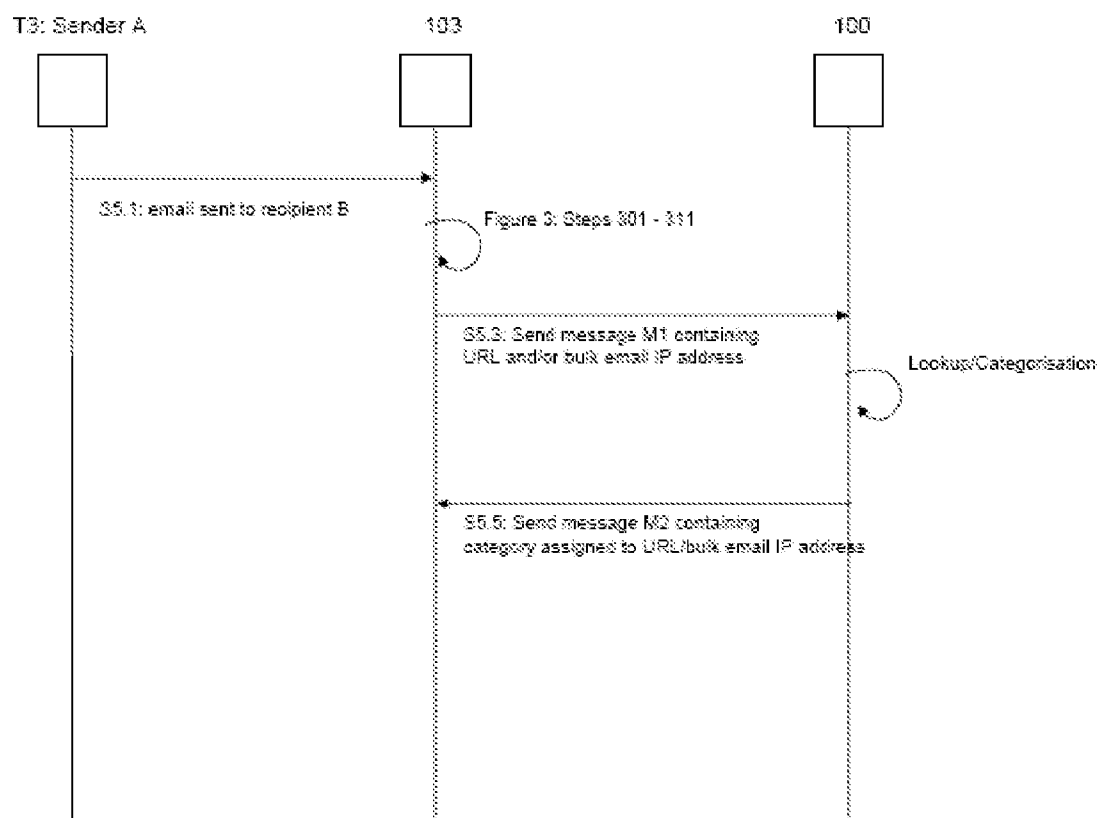 T3: Sender A
103
100
S5.1: email sent to recipient B
Figure 3: Steps 301 - 311
S5.3: Send message M1 containing
URL and/or bulk email IP address
Lookup/Categorisation
S5.5: Send message M2 containing
category assigned to URL/bulk email IP address